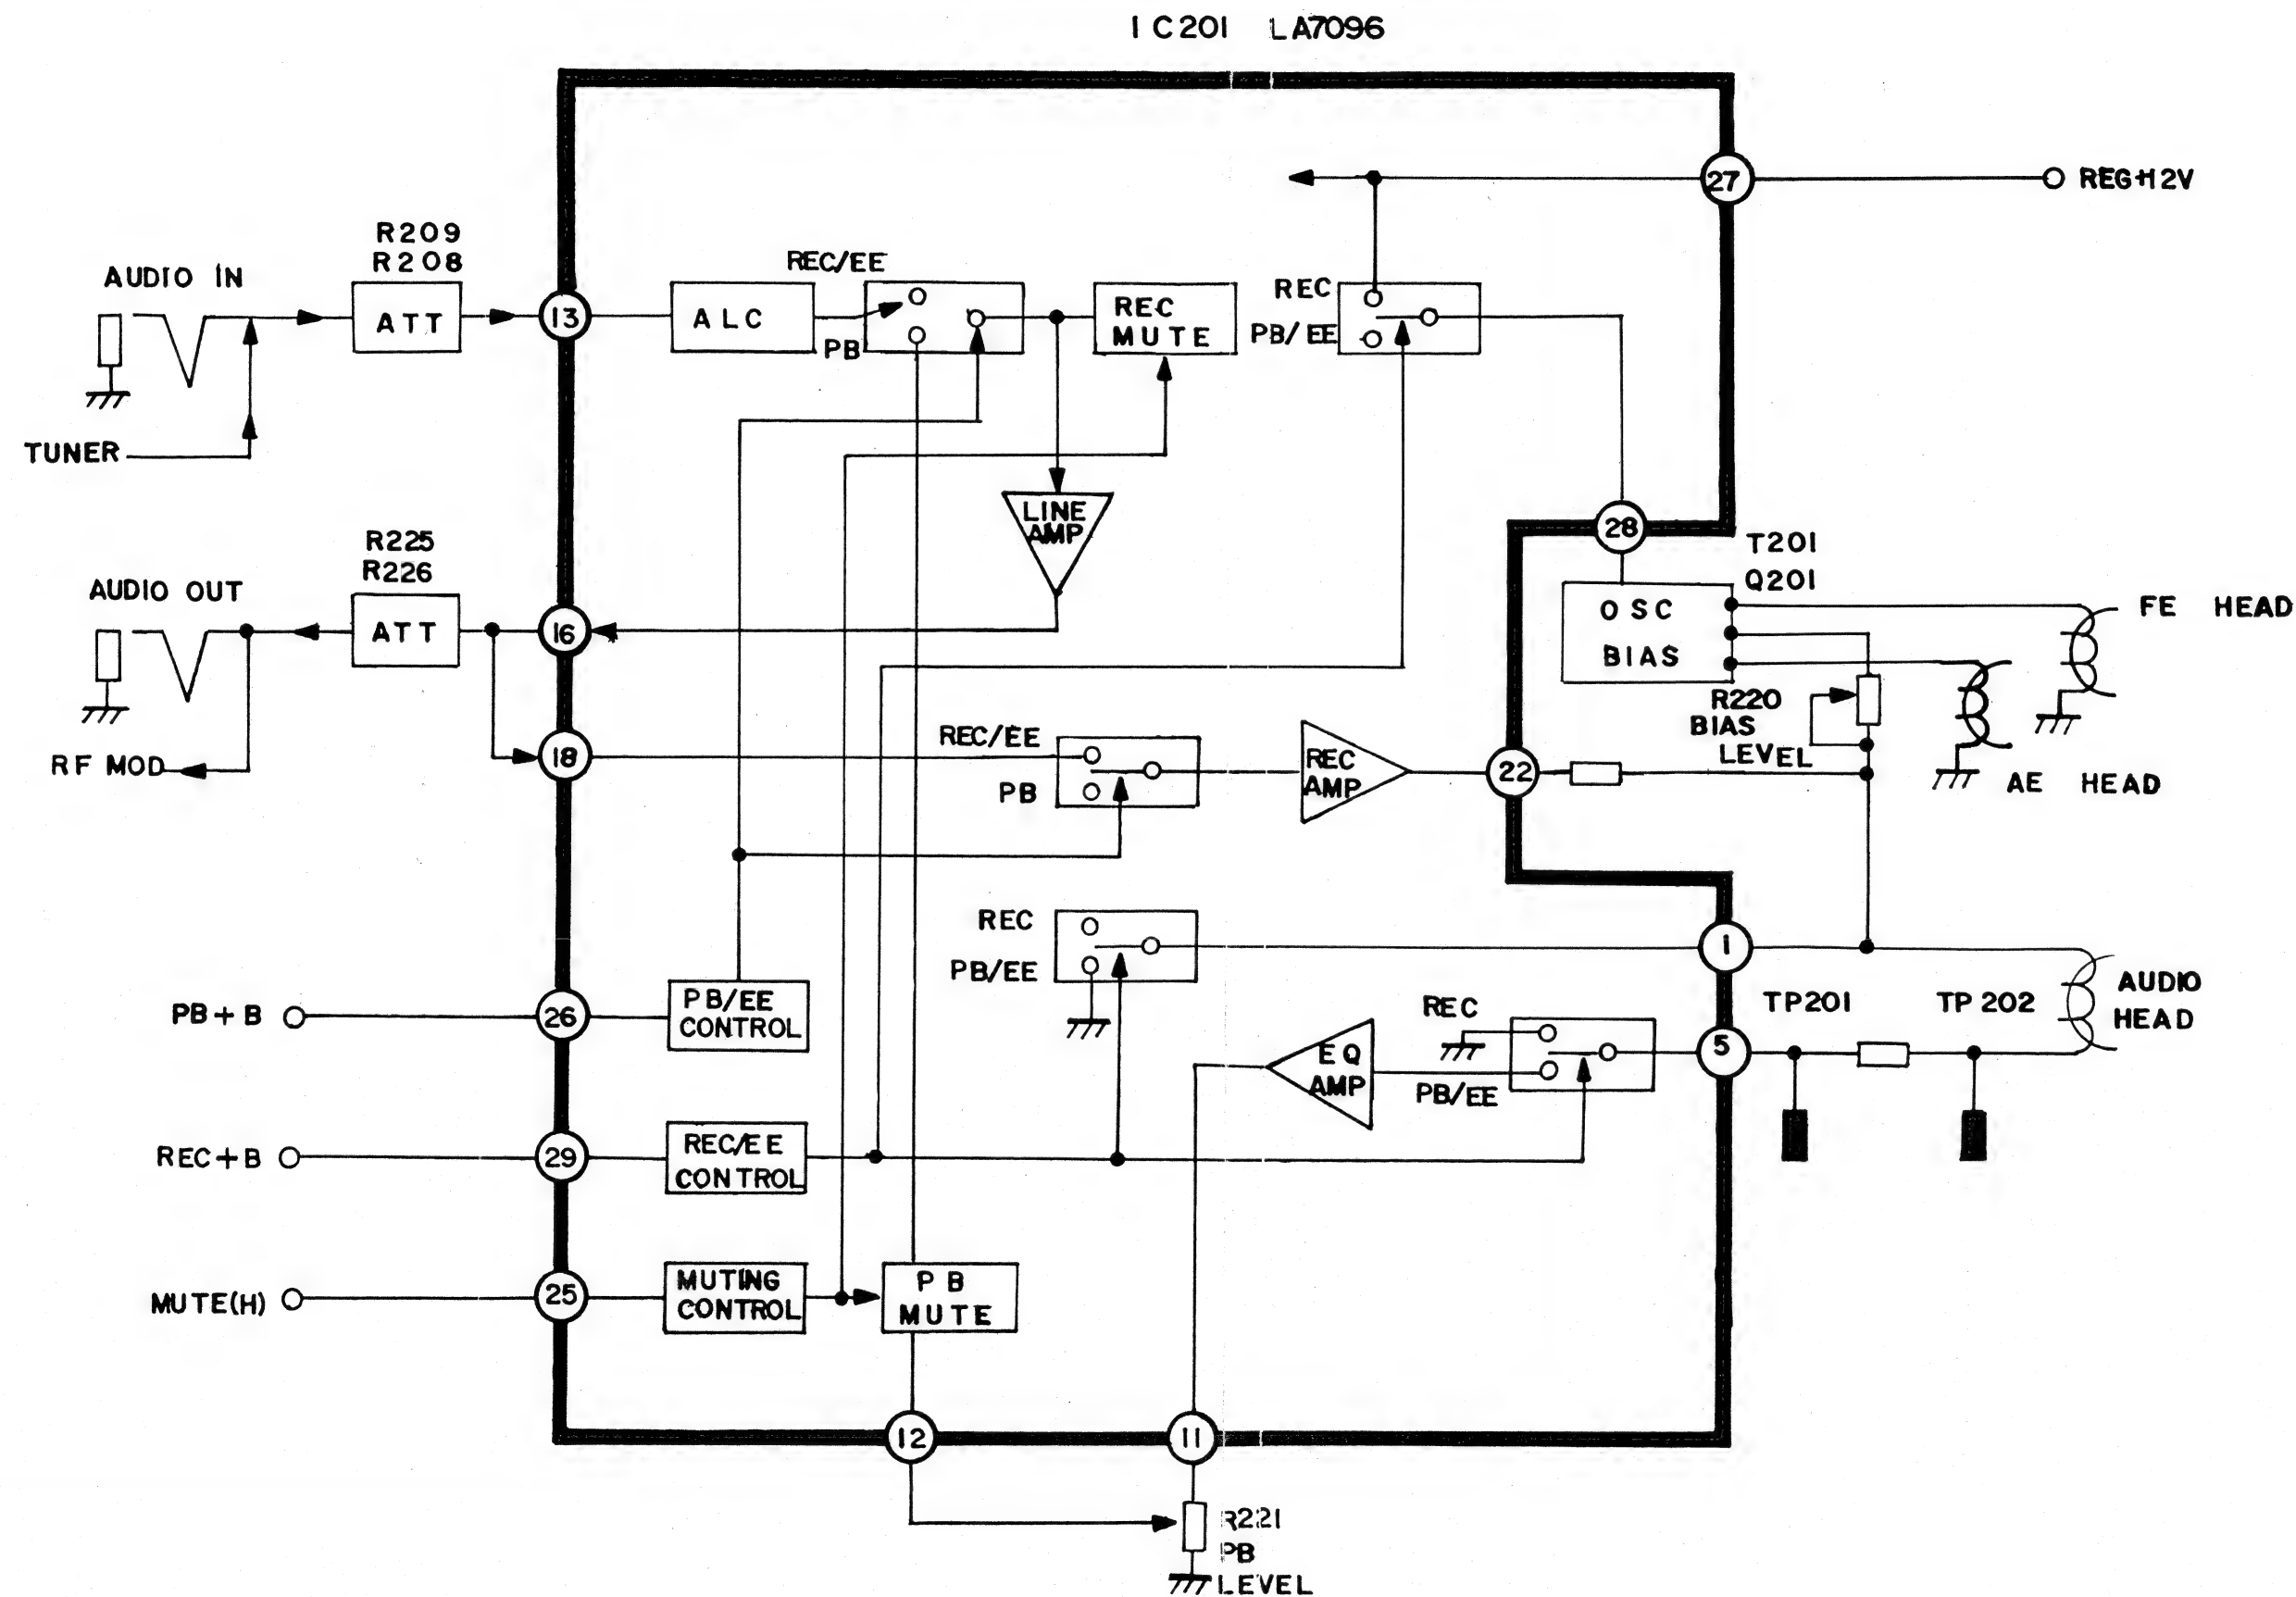 IC201 LA7096
27
REG+12V
R209
R208
AUDIO IN
ATT
13
ALC
REC/EE
PB
REC
MUTE
REC
PB/EE
TUNER
LINE
AMP
28
T201
Q201
OSC
BIAS
FE HEAD
R225
R226
AUDIO OUT
ATT
16
R220
BIAS
LEVEL
AE HEAD
RF MOD
18
REC/EE
PB
REC
AMP
22
REC
PB/EE
1
AUDIO
HEAD
TP201
TP202
PB+B
26
PB/EE
CONTROL
REC
PB/EE
EQ
AMP
5
REC+B
29
REC/EE
CONTROL
MUTE(H)
25
MUTING
CONTROL
PB
MUTE
12
11
R221
PB
LEVEL